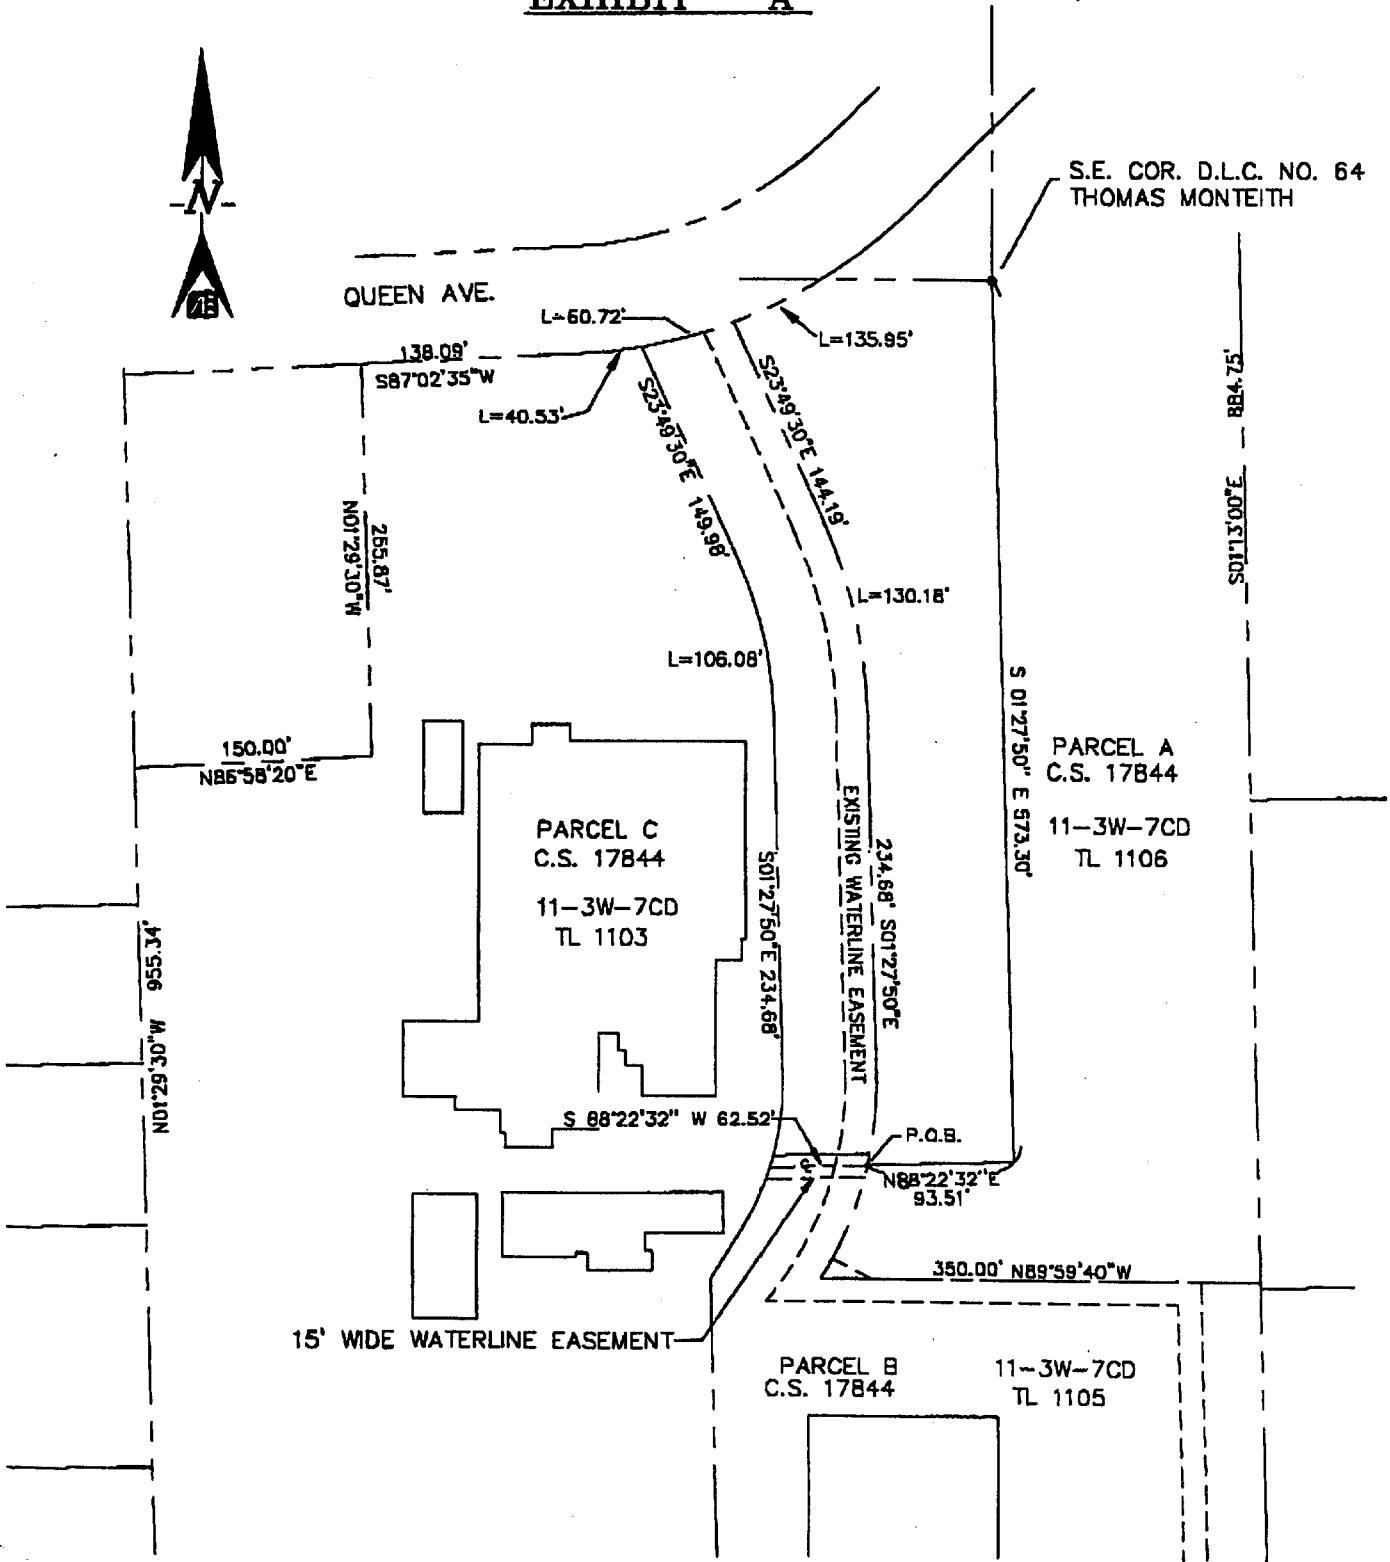 EXHIBIT "A"
N
S.E. COR. D.L.C. NO. 64
THOMAS MONTEITH
QUEEN AVE.
L=60.72'
L=135.95'
138.09'
S87°02'35"W
L=40.53'
S23°49'30"E 149.98'
S23°49'30"E 144.19'
S01°13'00"E 884.75'
255.87'
N01°29'30"W
L=130.18'
L=106.08'
S 01°27'50" E 573.30'
150.00'
N86°58'20"E
PARCEL A
C.S. 17844
11-3W-7CD
TL 1106
PARCEL C
C.S. 17844
11-3W-7CD
TL 1103
EXISTING WATERLINE EASEMENT
234.68' S01°27'50"E
S01°27'50"E 234.68'
N01°29'30"W 955.34'
S 88°22'32" W 62.52'
P.O.B.
N88°22'32"E
93.51'
350.00' N89°59'40"W
15' WIDE WATERLINE EASEMENT
PARCEL B
C.S. 17844
11-3W-7CD
TL 1105